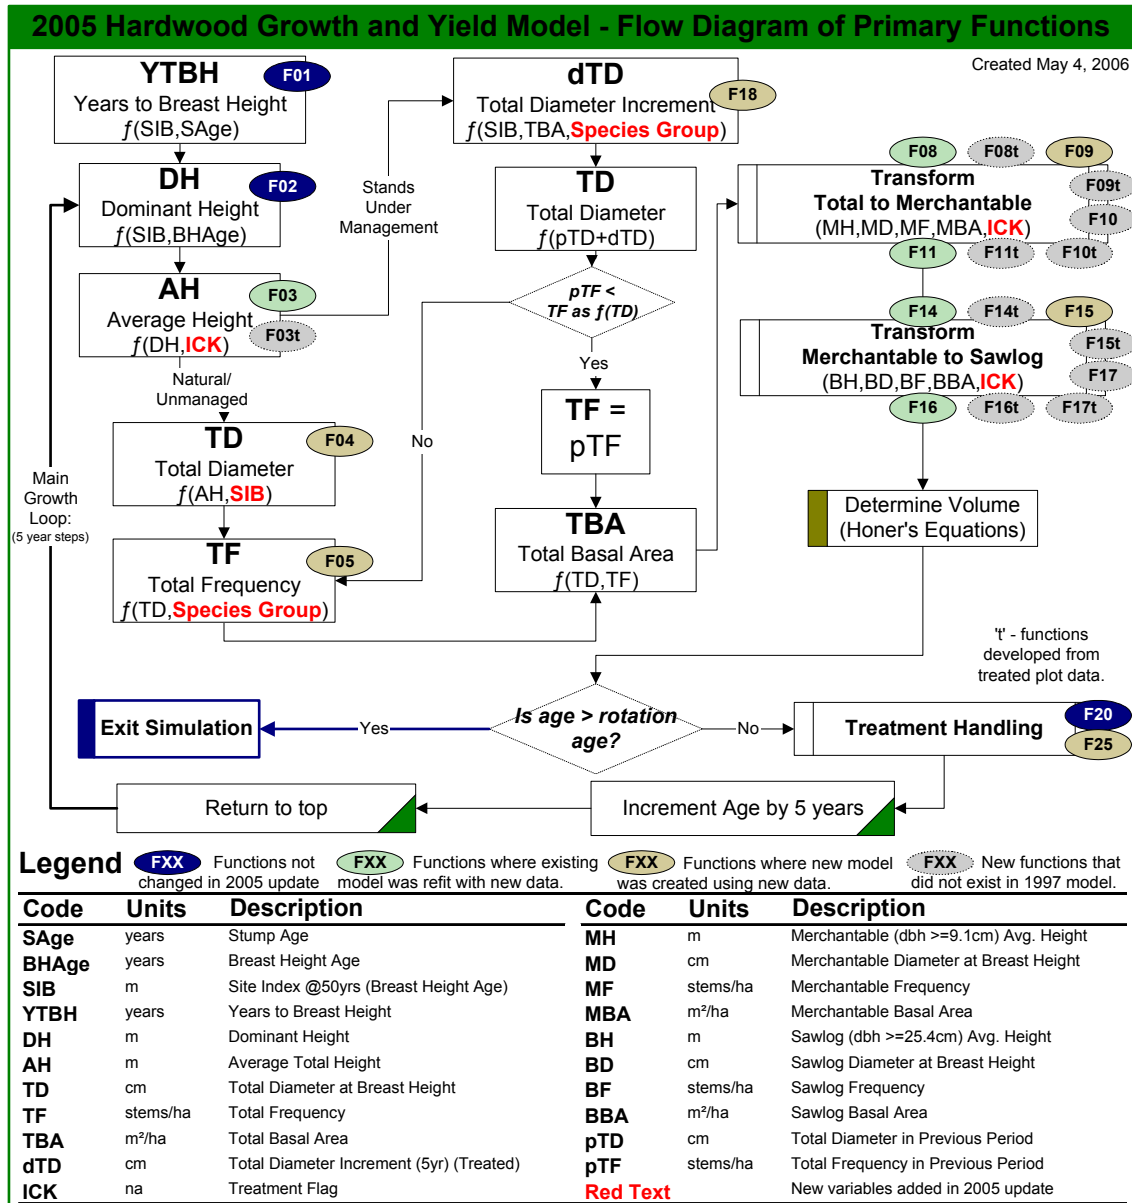 2005 Hardwood Growth and Yield Model - Flow Diagram of Primary Functions
Created May 4, 2006
YTBH
F01
Years to Breast Height
ƒ(SIB,SAge)
DH
F02
Dominant Height
ƒ(SIB,BHAge)
AH
F03
Average Height
F03t
ƒ(DH,ICK)
Natural/
Unmanaged
Stands
Under
Management
TD
F04
Total Diameter
ƒ(AH,SIB)
TF
F05
Total Frequency
ƒ(TD,Species Group)
Main
Growth
Loop:
(5 year steps)
dTD
F18
Total Diameter Increment
ƒ(SIB,TBA,Species Group)
TD
Total Diameter
ƒ(pTD+dTD)
pTF <
TF as ƒ(TD)
Yes
No
TF =
pTF
TBA
Total Basal Area
ƒ(TD,TF)
F08 F08t F09
Transform
Total to Merchantable
(MH,MD,MF,MBA,ICK)
F09t
F10
F11 F11t F10t
F14 F14t F15
Transform
Merchantable to Sawlog
(BH,BD,BF,BBA,ICK)
F15t
F17
F16 F16t F17t
Determine Volume
(Honer's Equations)
't' - functions
developed from
treated plot data.
Is age > rotation
age?
Yes
Exit Simulation
No
Treatment Handling
F20
F25
Increment Age by 5 years
Return to top
Legend
FXX Functions not
changed in 2005 update
FXX Functions where existing
model was refit with new data.
FXX Functions where new model
was created using new data.
FXX New functions that
did not exist in 1997 model.
Code Units Description
SAge years Stump Age
BHAge years Breast Height Age
SIB m Site Index @50yrs (Breast Height Age)
YTBH years Years to Breast Height
DH m Dominant Height
AH m Average Total Height
TD cm Total Diameter at Breast Height
TF stems/ha Total Frequency
TBA m²/ha Total Basal Area
dTD cm Total Diameter Increment (5yr) (Treated)
ICK na Treatment Flag
Code Units Description
MH m Merchantable (dbh >=9.1cm) Avg. Height
MD cm Merchantable Diameter at Breast Height
MF stems/ha Merchantable Frequency
MBA m²/ha Merchantable Basal Area
BH m Sawlog (dbh >=25.4cm) Avg. Height
BD cm Sawlog Diameter at Breast Height
BF stems/ha Sawlog Frequency
BBA m²/ha Sawlog Basal Area
pTD cm Total Diameter in Previous Period
pTF stems/ha Total Frequency in Previous Period
Red Text New variables added in 2005 update